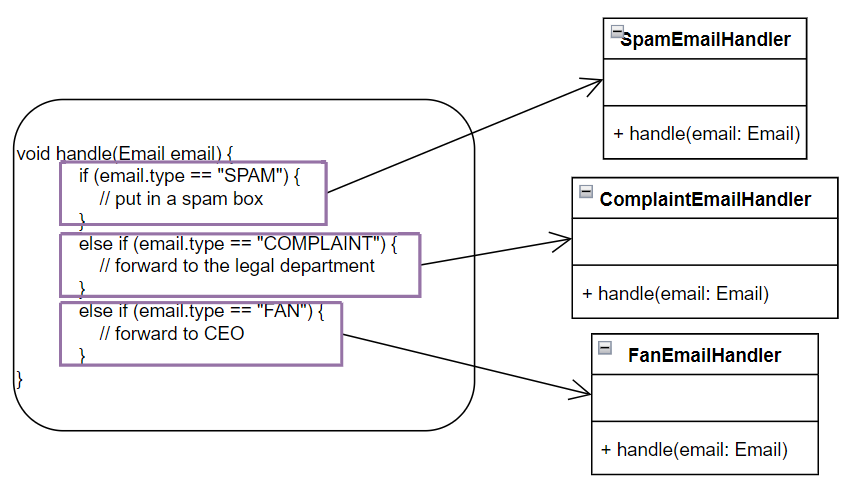 void handle(Email email) {
if (email.type == "SPAM") {
// put in a spam box
}
else if (email.type == "COMPLAINT") {
// forward to the legal department
}
else if (email.type == "FAN") {
// forward to CEO
}
}
SpamEmailHandler
+ handle(email: Email)
ComplaintEmailHandler
+ handle(email: Email)
FanEmailHandler
+ handle(email: Email)